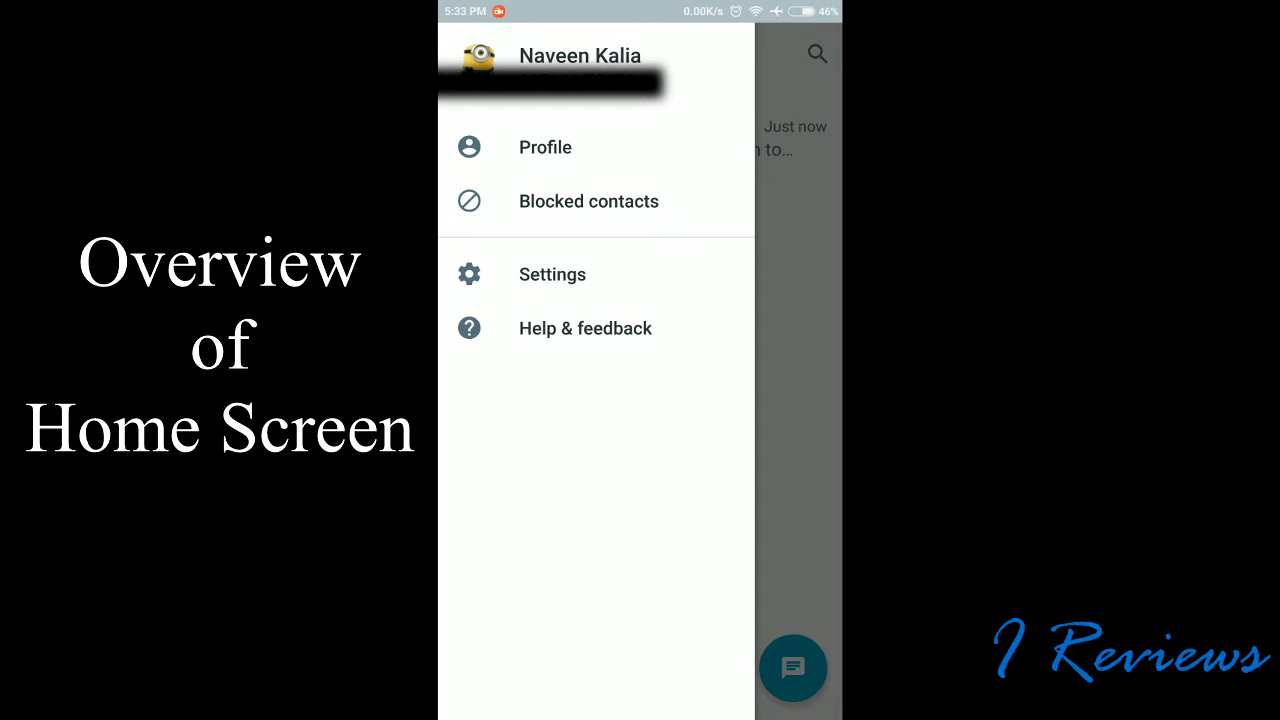 5:33 PM 0.00K/s 46%
Naveen Kalia
Just now
n to...
Profile
Blocked contacts
Settings
Help & feedback
Overview
of
Home Screen
I Reviews